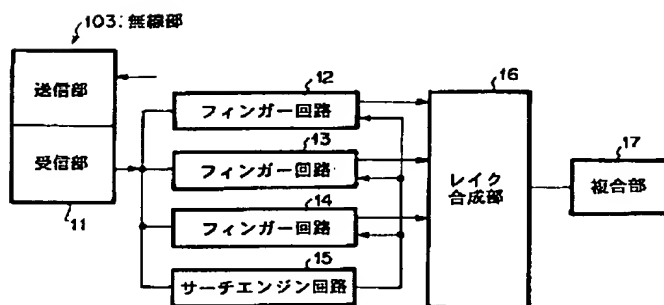 103:無線部
送信部
受信部
11
12
フィンガー回路
13
フィンガー回路
14
フィンガー回路
15
サーチエンジン回路
16
レイク
合成部
17
複合部